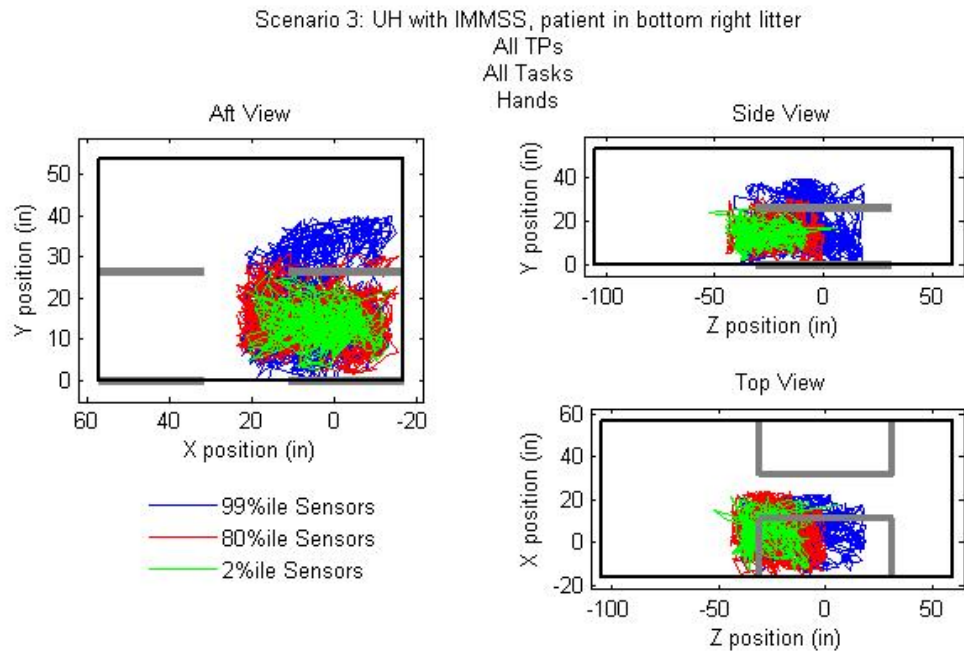 Scenario 3: UH with IMMSS, patient in bottom right litter
All TPs
All Tasks
Hands
Aft View
50
40
30
20
10
0
60
40
20
0
-20
Y position (in)
X position (in)
Side View
40
20
0
-100
-50
0
50
Y position (in)
Z position (in)
Top View
60
40
20
0
-20
-100
-50
0
50
X position (in)
Z position (in)
99%ile Sensors
80%ile Sensors
2%ile Sensors